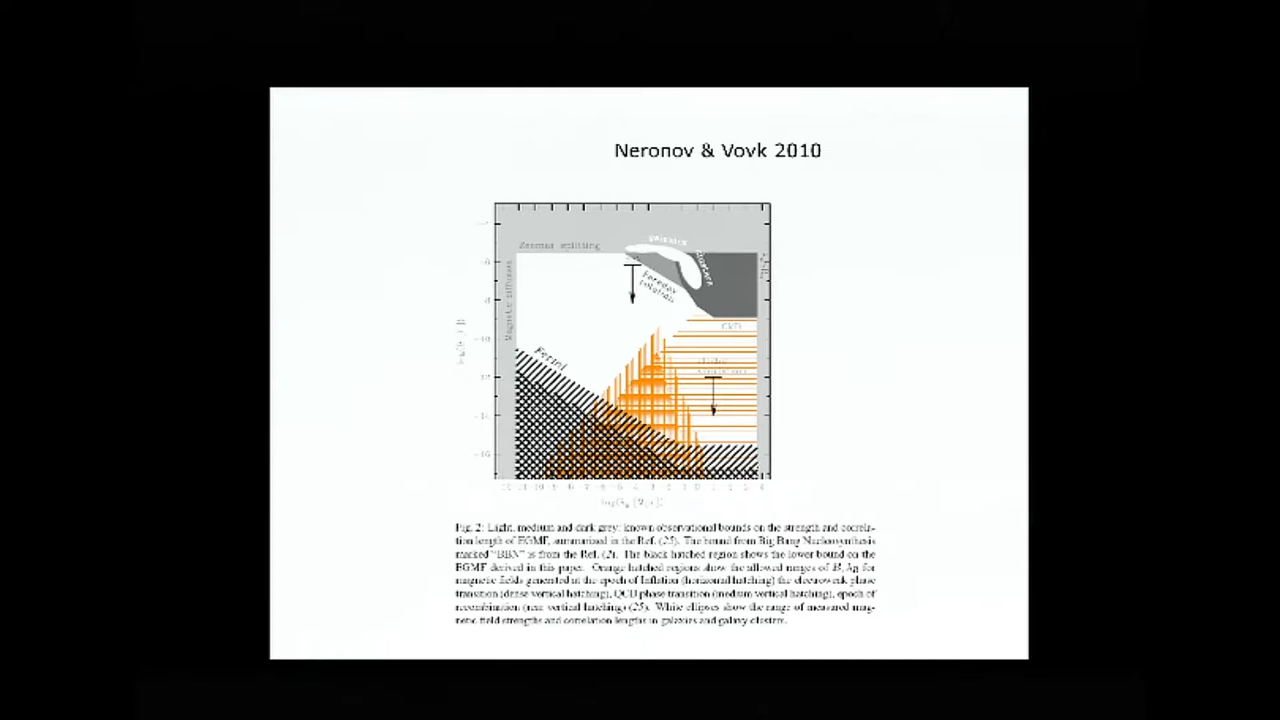 Neronov & Vovk 2010
Zeeman splitting
galaxies
clusters
Magnetic diffusion
Faraday
rotation
Fermi
Fig. 2: Light, medium and dark grey: known observational bounds on the strength and correla-
tion length of EGMF, summarized in the Ref. (25). The bound from Big Bang Nucleosynthesis
marked "BBN" is from the Ref. (2). The black hatched region shows the lower bound on the
EGMF derived in this paper. Orange hatched regions show the allowed ranges of B, λB for
magnetic fields generated at the epoch of Inflation (horizontal hatching) the electroweak phase
transition (dense vertical hatching), QCD phase transition (medium vertical hatching), epoch of
recombination (rear vertical hatching) (25). White ellipses show the range of measured mag-
netic field strengths and correlation lengths in galaxies and galaxy clusters.